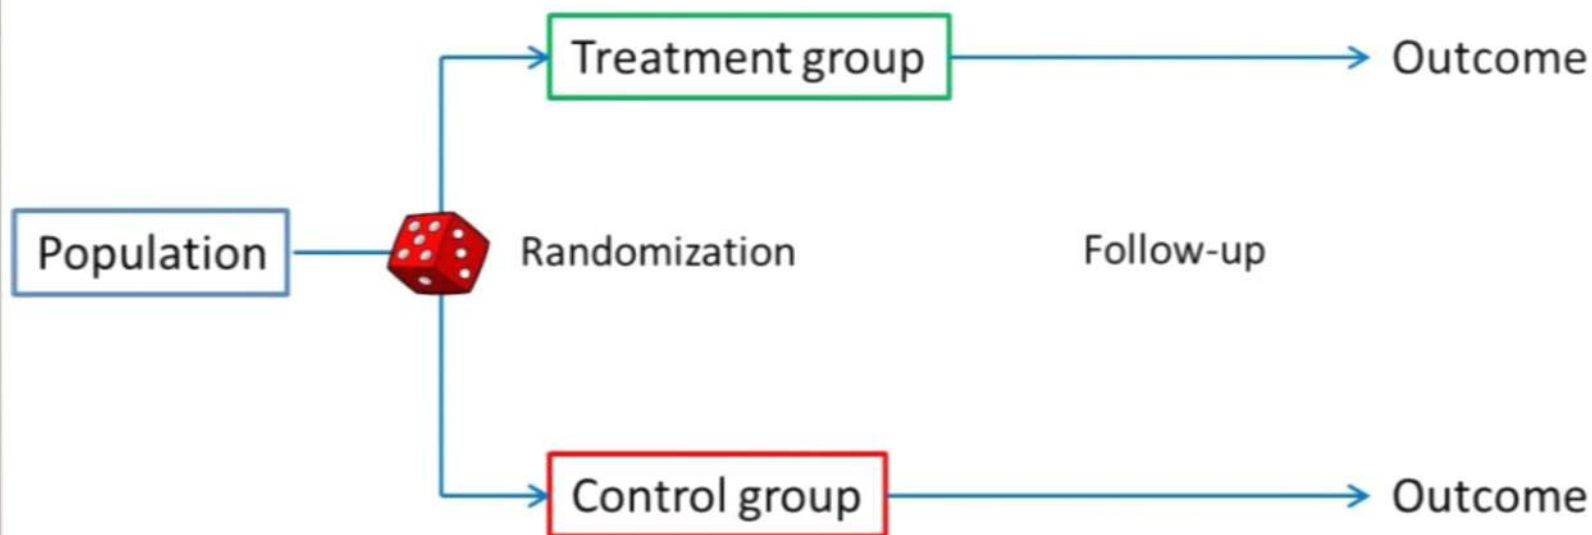 Treatment group
Outcome
Population
Randomization
Follow-up
Control group
Outcome